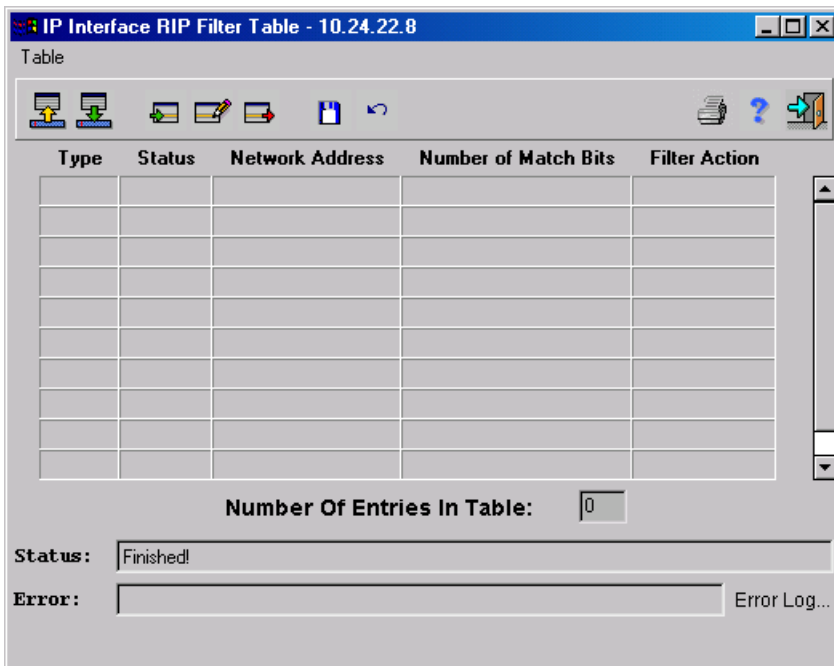 IP Interface RIP Filter Table - 10.24.22.8
Table
Type Status Network Address Number of Match Bits Filter Action
Number Of Entries In Table: 0
Status: Finished!
Error: Error Log...